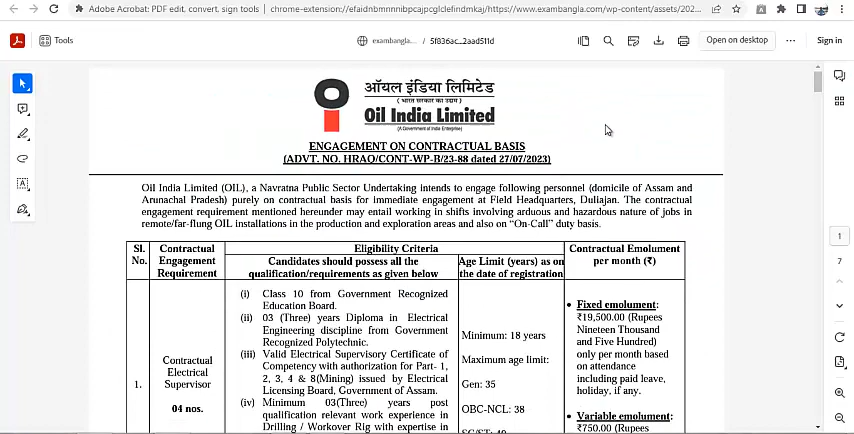 Adobe Acrobat: PDF edit, convert, sign tools | chrome-extension://efaidnbmnnnibpcajpcglclefindmkaj/https://www.exambangla.com/wp-content/assets/202...
Tools
exambangla... / 5f836ac_2aad511d
Open on desktop
...
Sign in
ऑयल इंडिया लिमिटेड
( भारत सरकार का उद्यम )
Oil India Limited
(A Government of India Enterprise)
ENGAGEMENT ON CONTRACTUAL BASIS
(ADVT. NO. HRAQ/CONT-WP-B/23-88 dated 27/07/2023)
Oil India Limited (OIL), a Navratna Public Sector Undertaking intends to engage following personnel (domicile of Assam and
Arunachal Pradesh) purely on contractual basis for immediate engagement at Field Headquarters, Duliajan. The contractual
engagement requirement mentioned hereunder may entail working in shifts involving arduous and hazardous nature of jobs in
remote/far-flung OIL installations in the production and exploration areas and also on "On-Call" duty basis.
Sl.
No.
Contractual
Engagement
Requirement
Eligibility Criteria
Candidates should possess all the
qualification/requirements as given below
Age Limit (years) as on
the date of registration
Contractual Emolument
per month (₹)
1.
Contractual
Electrical
Supervisor
04 nos.
(i) Class 10 from Government Recognized
Education Board.
(ii) 03 (Three) years Diploma in Electrical
Engineering discipline from Government
Recognized Polytechnic.
(iii) Valid Electrical Supervisory Certificate of
Competency with authorization for Part- 1,
2, 3, 4 & 8(Mining) issued by Electrical
Licensing Board, Government of Assam.
(iv) Minimum 03(Three) years post
qualification relevant work experience in
Drilling / Workover Rig with expertise in
Minimum: 18 years
Maximum age limit:
Gen: 35
OBC-NCL: 38
SC/ST: 40
• Fixed emolument:
₹19,500.00 (Rupees
Nineteen Thousand
and Five Hundred)
only per month based
on attendance
including paid leave,
holiday, if any.
• Variable emolument:
₹750.00 (Rupees
1
7